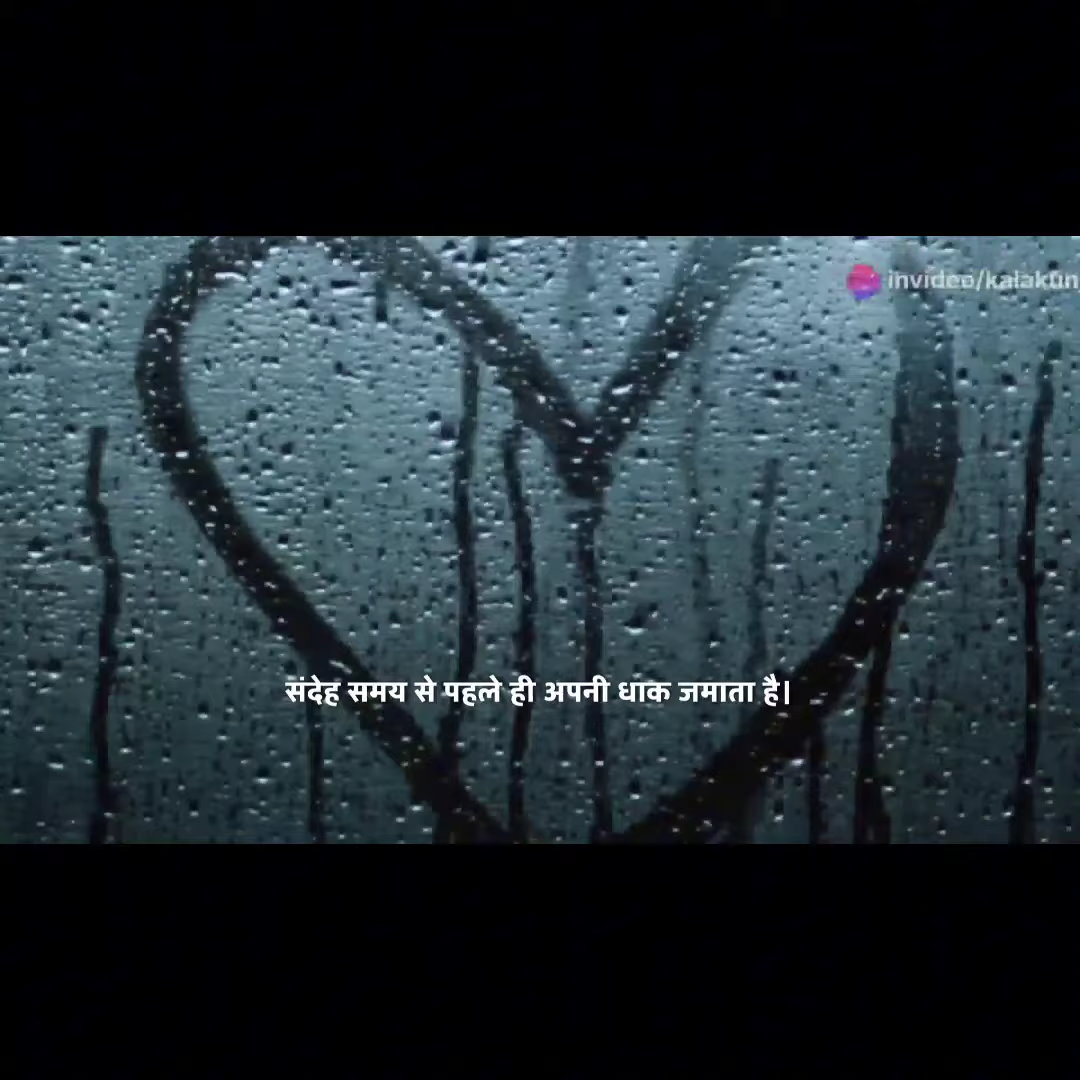 invideo/kalakun
संदेह समय से पहले ही अपनी धाक जमाता है।